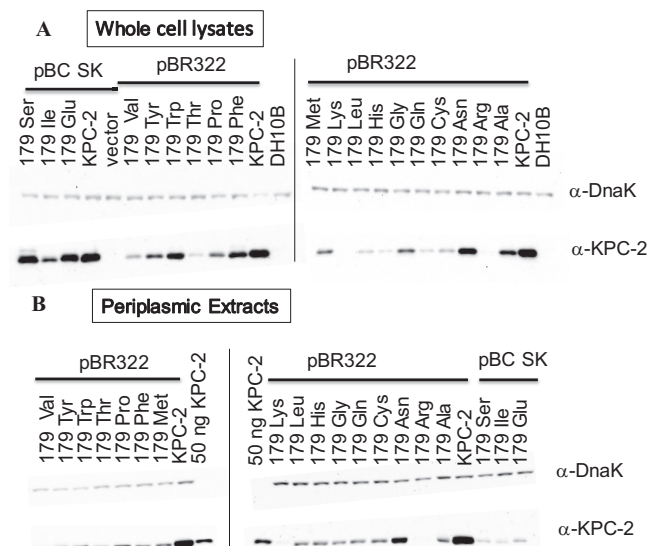 A Whole cell lysates
pBC SK pBR322 pBR322
179 Ser
179 Ile
179 Glu
KPC-2
vector
179 Val
179 Tyr
179 Trp
179 Thr
179 Pro
179 Phe
KPC-2
DH10B
179 Met
179 Lys
179 Leu
179 His
179 Gly
179 Gln
179 Cys
179 Asn
179 Arg
179 Ala
KPC-2
DH10B
α-DnaK
α-KPC-2
B Periplasmic Extracts
pBR322 pBR322 pBC SK
179 Val
179 Tyr
179 Trp
179 Thr
179 Pro
179 Phe
179 Met
KPC-2
50 ng KPC-2
50 ng KPC-2
179 Lys
179 Leu
179 His
179 Gly
179 Gln
179 Cys
179 Asn
179 Arg
179 Ala
KPC-2
179 Ser
179 Ile
179 Glu
α-DnaK
α-KPC-2